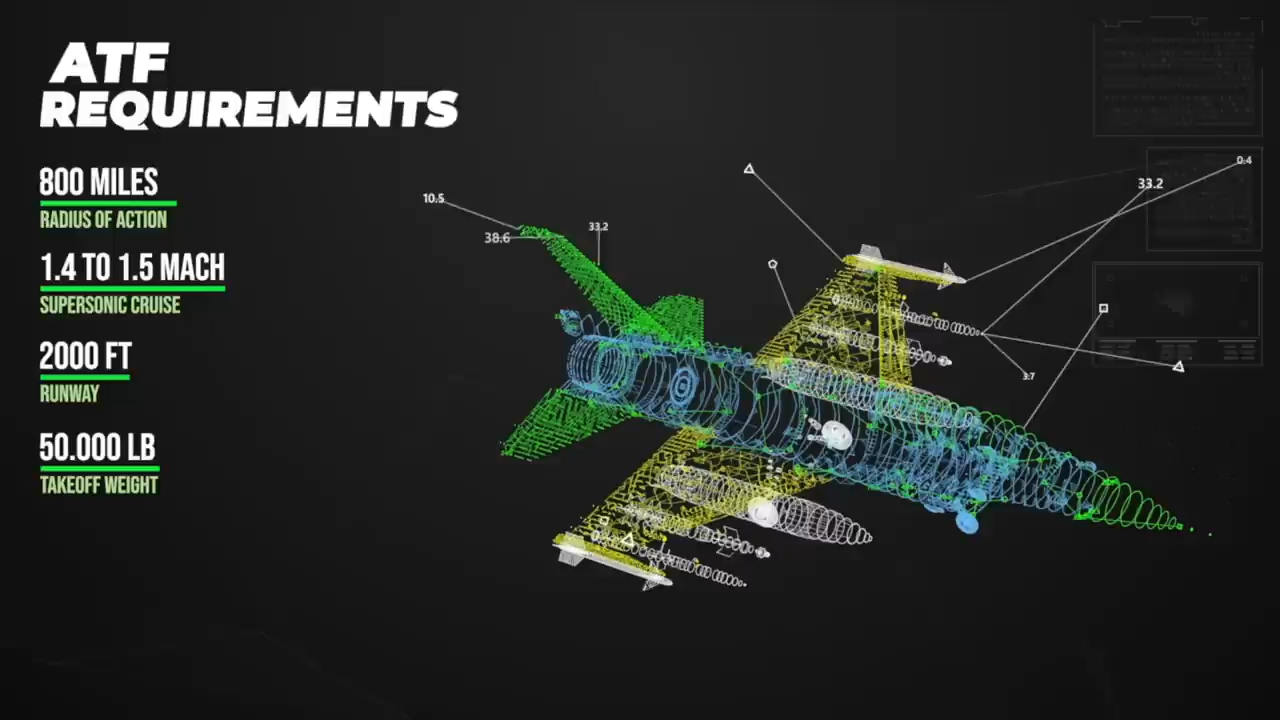 ATF
REQUIREMENTS
800 MILES
RADIUS OF ACTION
1.4 TO 1.5 MACH
SUPERSONIC CRUISE
2000 FT
RUNWAY
50.000 LB
TAKEOFF WEIGHT
10.5
38.6
33.2
0.4
33.2
3.7